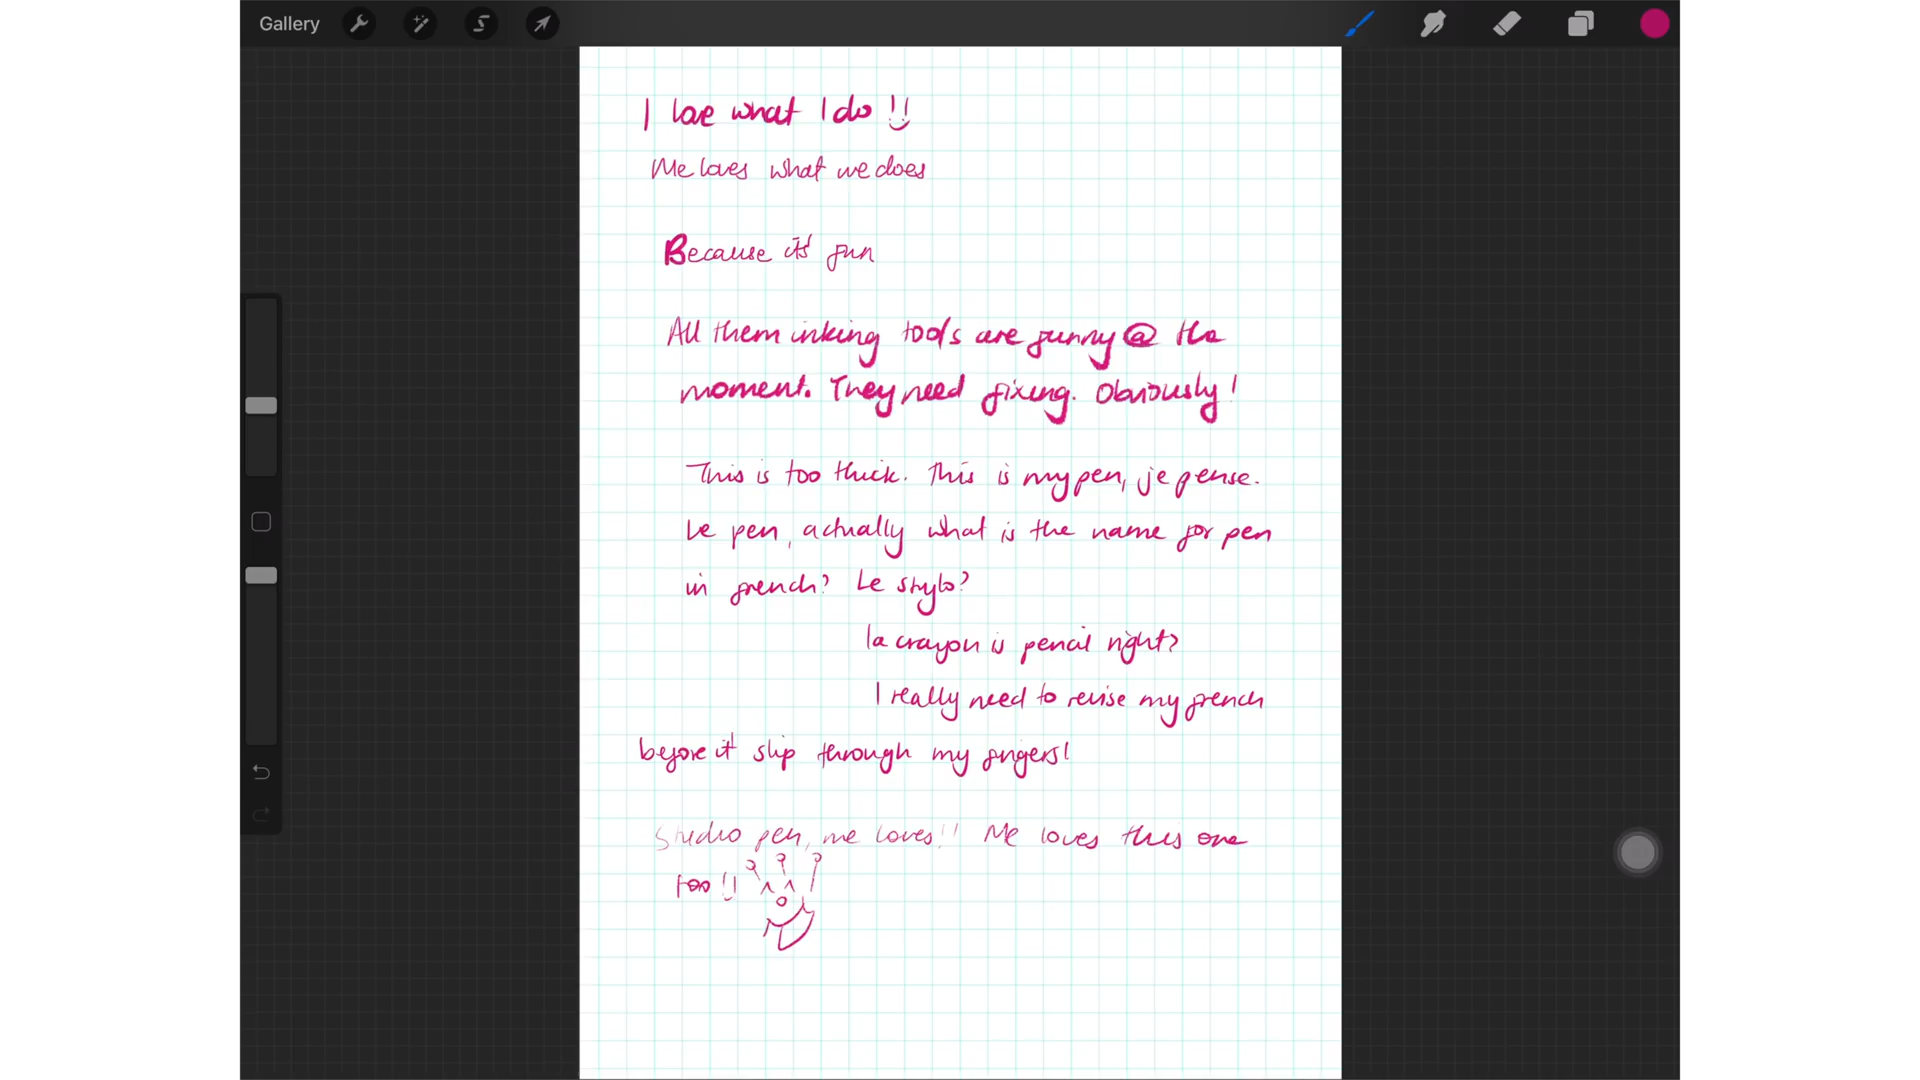 Gallery
I love what I do !!
Me loves what we does
Because it's fun
All them inking tools are funny @ the
moment. They need fixing. Obviously!
This is too thick. This is my pen, je pense.
Le pen, actually what is the name for pen
in french? Le stylo?
la crayon is pencil right?
I really need to revise my french
before it slip through my fingers!
Studio pen, me loves!! Me loves this one
too!!